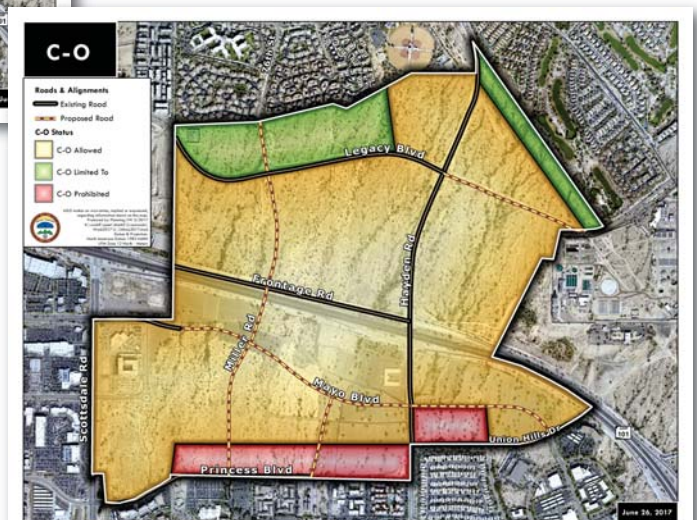 C-O
Roads & Alignments
Existing Road
Proposed Road
C-O Status
C-O Allowed
C-O Limited To
C-O Prohibited
Legacy Blvd
Hayden Rd
Frontage Rd
Miller Rd
Mayo Blvd
Scottsdale Rd
Union Hills Dr
Princess Blvd
101
June 26, 2017